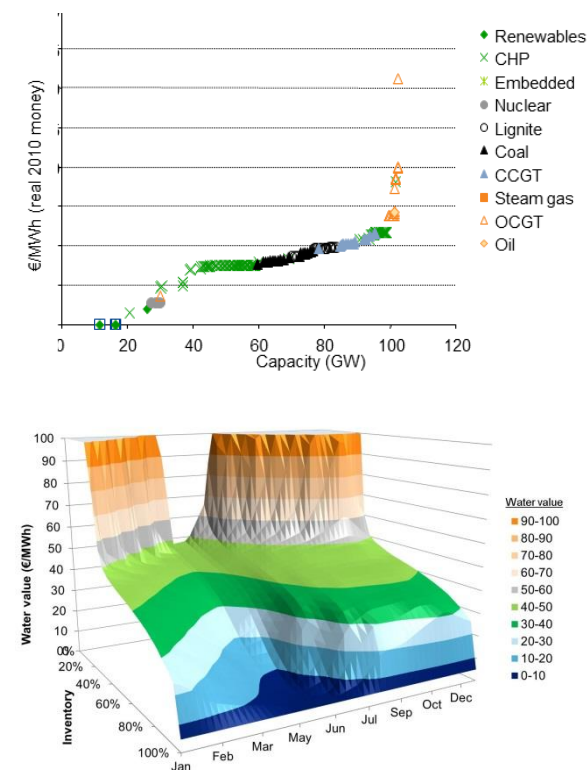 €/MWh (real 2010 money)
0 20 40 60 80 100 120
Capacity (GW)
Renewables
CHP
Embedded
Nuclear
Lignite
Coal
CCGT
Steam gas
OCGT
Oil
Water value (€/MWh)
100
90
80
70
60
50
40
30
20
10
0
0%
20%
40%
60%
80%
100%
Inventory
Jan
Feb
Mar
May
Jun
Jul
Sep
Oct
Dec
Water value
90-100
80-90
70-80
60-70
50-60
40-50
30-40
20-30
10-20
0-10